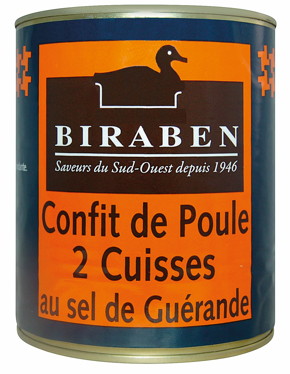 BIRABEN
Saveurs du Sud-Ouest depuis 1946
Confit de Poule
2 Cuisses
au sel de Guérande